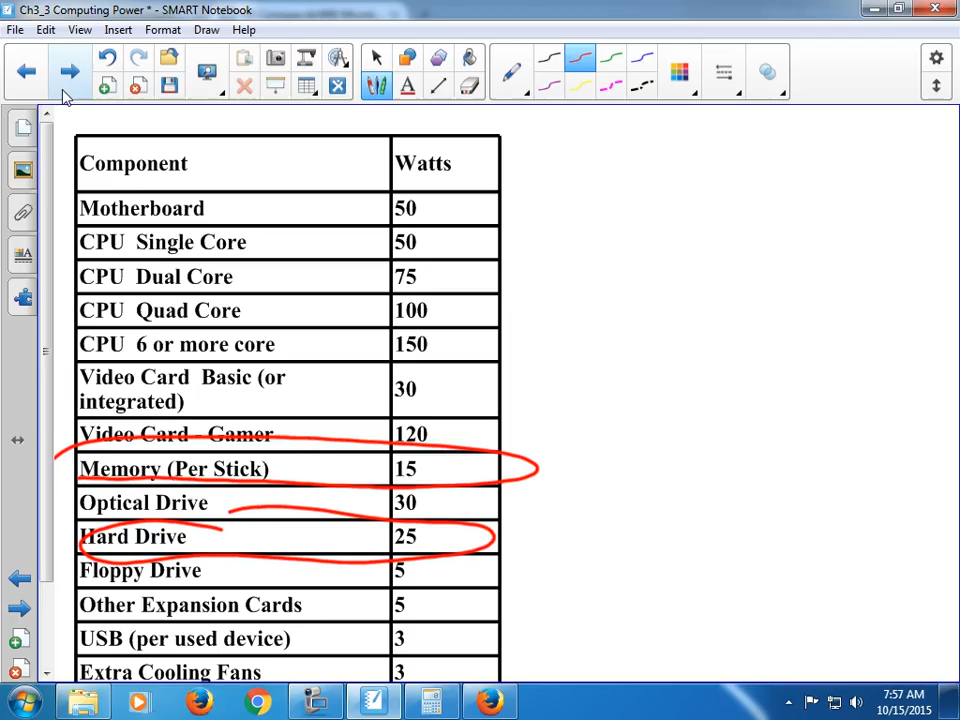 Ch3_3 Computing Power * - SMART Notebook
File Edit View Insert Format Draw Help
Component Watts
Motherboard 50
CPU Single Core 50
CPU Dual Core 75
CPU Quad Core 100
CPU 6 or more core 150
Video Card Basic (or
integrated) 30
Video Card - Gamer 120
Memory (Per Stick) 15
Optical Drive 30
Hard Drive 25
Floppy Drive 5
Other Expansion Cards 5
USB (per used device) 3
Extra Cooling Fans 3
7:57 AM
10/15/2015